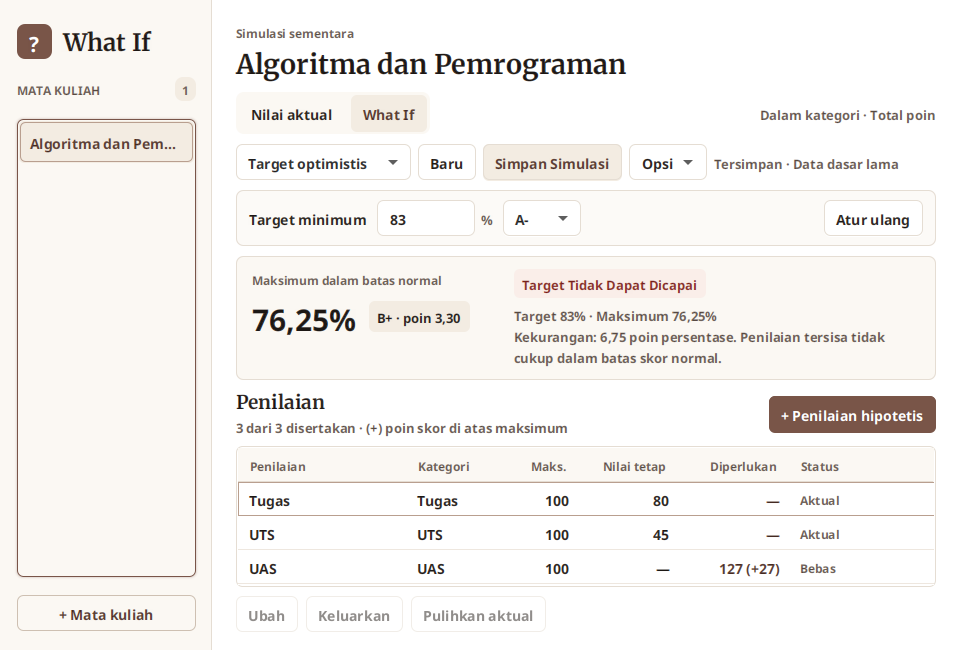 ? What If
MATA KULIAH 1
Algoritma dan Pem...
+ Mata kuliah
Simulasi sementara
Algoritma dan Pemrograman
Nilai aktual What If Dalam kategori · Total poin
Target optimistis Baru Simpan Simulasi Opsi Tersimpan · Data dasar lama
Target minimum 83 % A- Atur ulang
Maksimum dalam batas normal
76,25% B+ · poin 3,30
Target Tidak Dapat Dicapai
Target 83% · Maksimum 76,25%
Kekurangan: 6,75 poin persentase. Penilaian tersisa tidak
cukup dalam batas skor normal.
Penilaian
3 dari 3 disertakan · (+) poin skor di atas maksimum
+ Penilaian hipotetis
Penilaian Kategori Maks. Nilai tetap Diperlukan Status
Tugas Tugas 100 80 — Aktual
UTS UTS 100 45 — Aktual
UAS UAS 100 — 127 (+27) Bebas
Ubah Keluarkan Pulihkan aktual